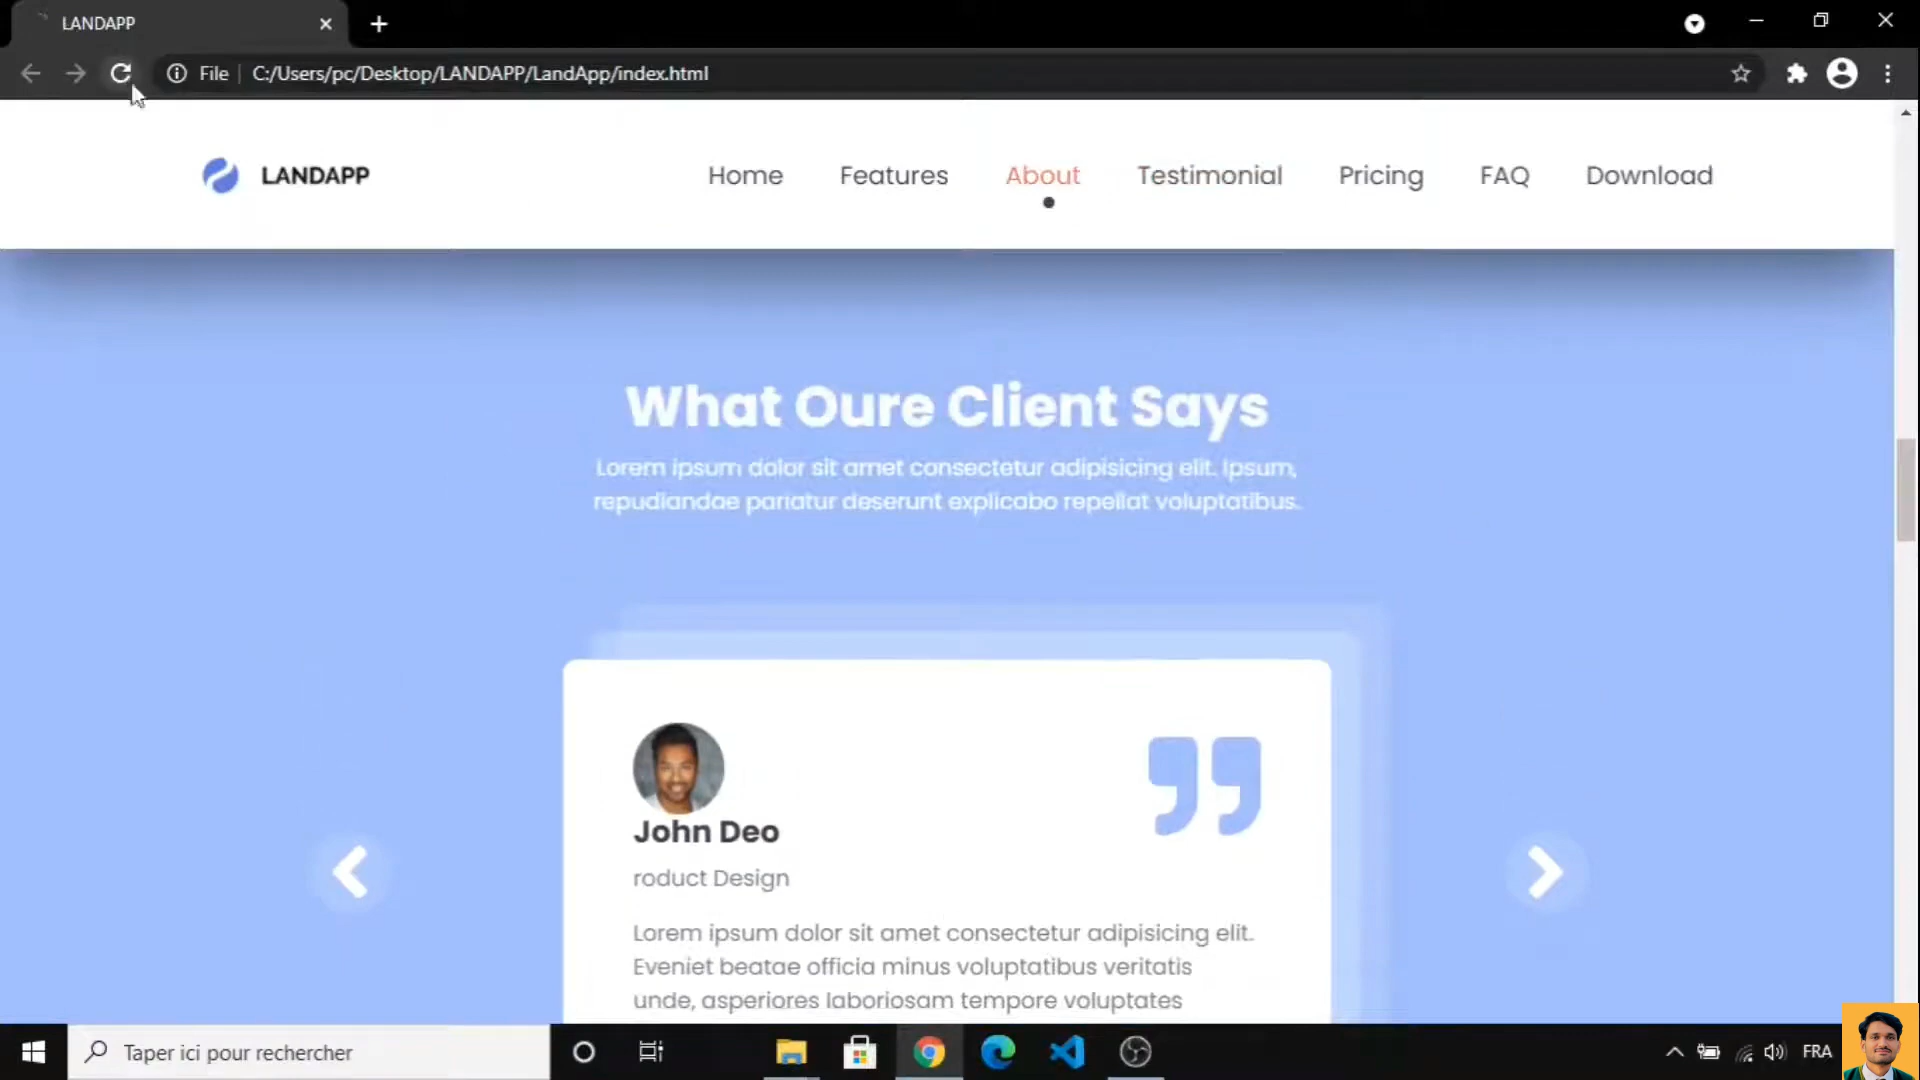 LANDAPP
File
C:/Users/pc/Desktop/LANDAPP/LandApp/index.html
LANDAPP
Home Features About Testimonial Pricing FAQ Download
What Oure Client Says
Lorem ipsum dolor sit amet consectetur adipisicing elit. Ipsum,
repudiandae pariatur deserunt explicabo repellat voluptatibus.
John Deo
roduct Design
Lorem ipsum dolor sit amet consectetur adipisicing elit.
Eveniet beatae officia minus voluptatibus veritatis
unde, asperiores laboriosam tempore voluptates
Taper ici pour rechercher
FRA